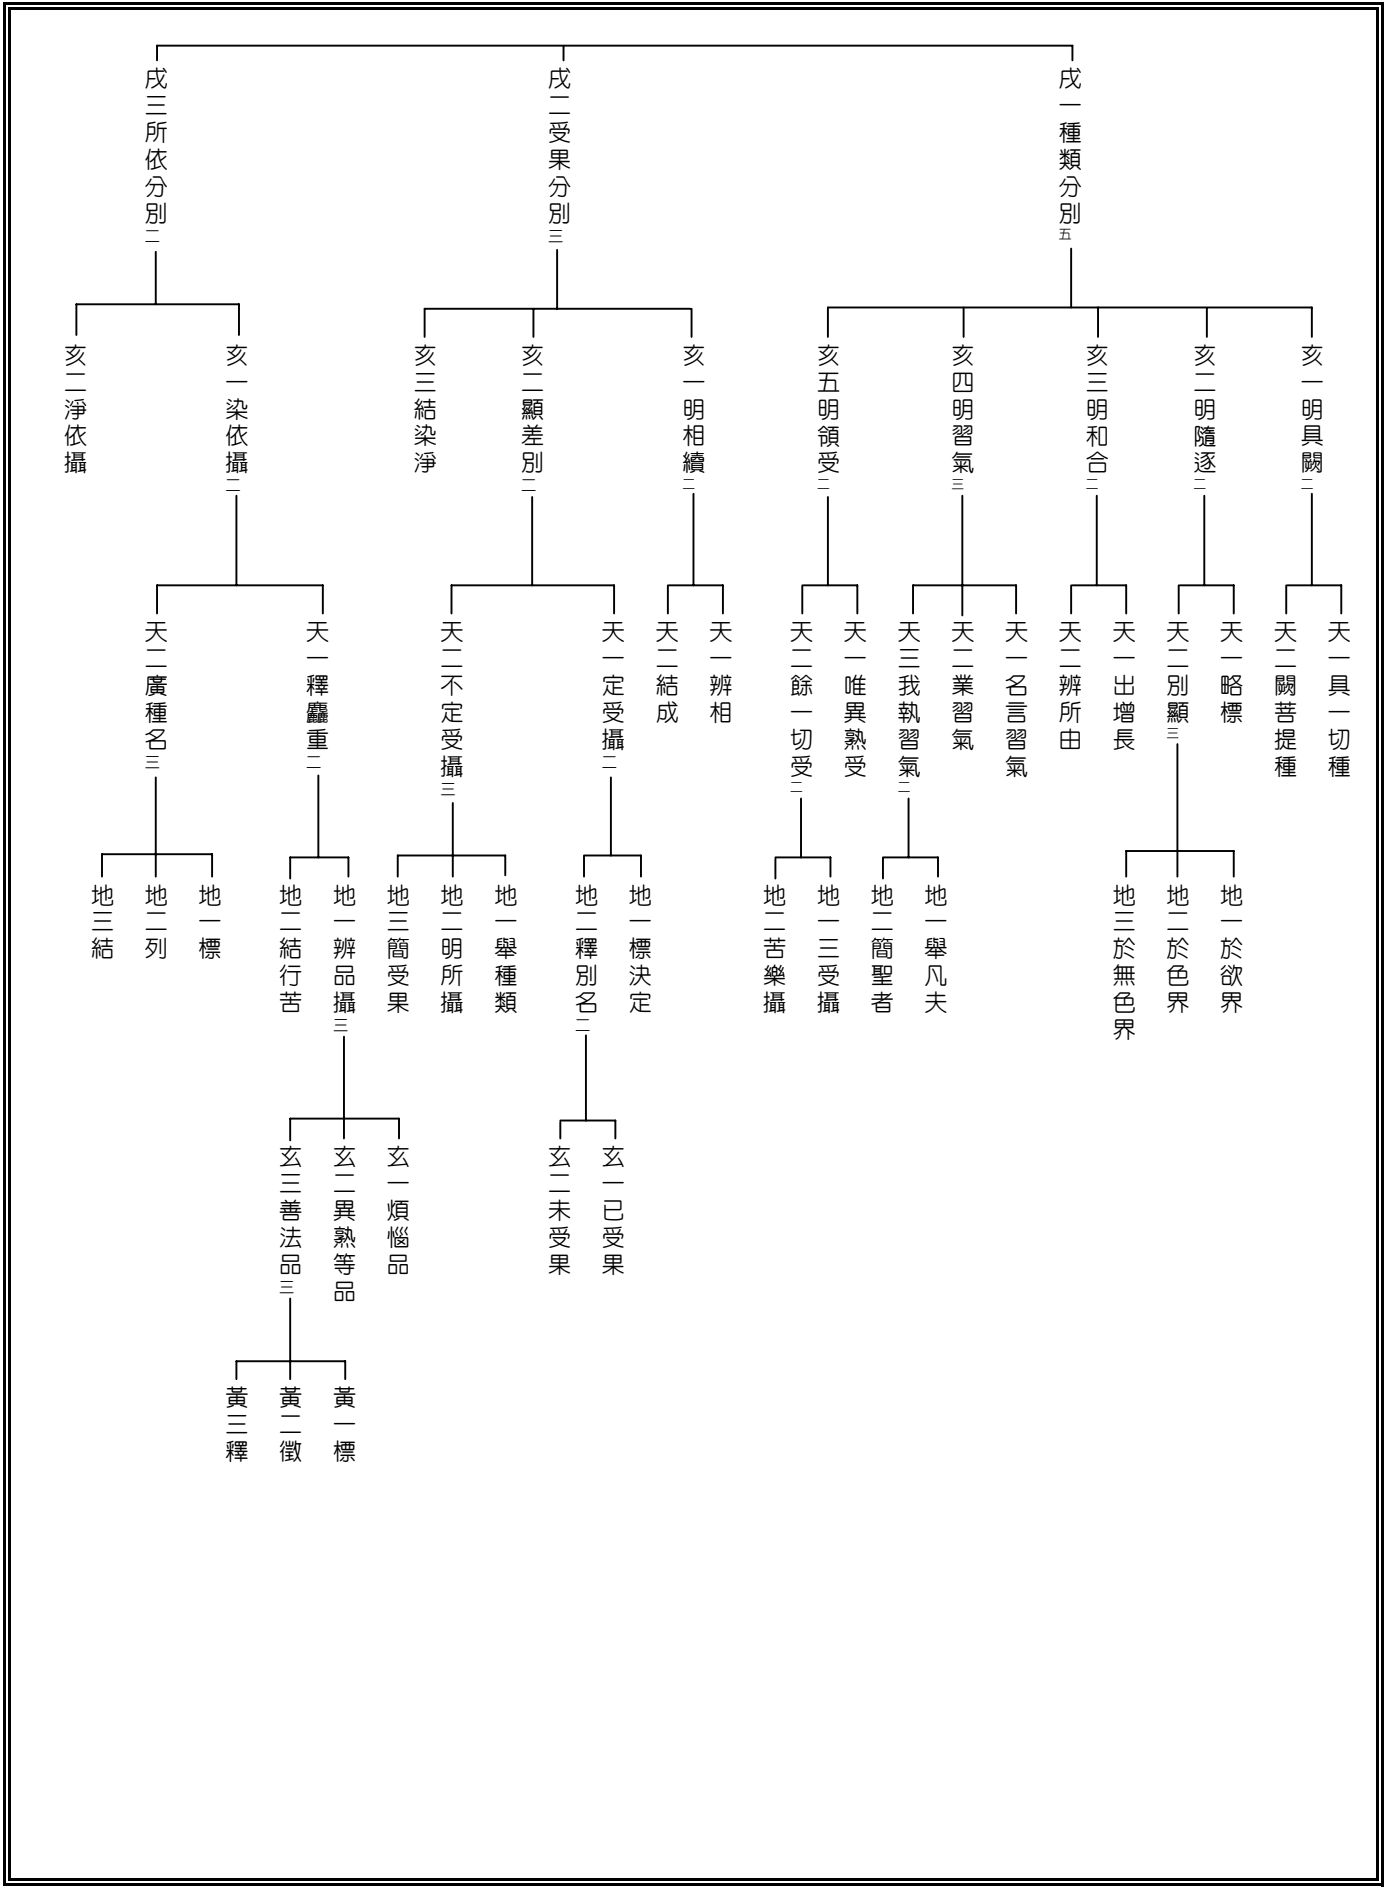 戌一種類分別五
戌二受果分別三
戌三所依分別二
亥一明具闕二
亥二明隨逐二
亥三明和合二
亥四明習氣三
亥五明領受二
亥一明相續二
亥二顯差別二
亥三結染淨
亥一染依攝二
亥二淨依攝
天一具一切種
天二闕菩提種
天一略標
天二別顯三
天一出增長
天二辨所由
天一名言習氣
天二業習氣
天三我執習氣二
天一唯異熟受
天二餘一切受二
天一辨相
天二結成
天一定受攝二
天二不定受攝三
天一釋麤重二
天二廣種名三
地一於欲界
地二於色界
地三於無色界
地一舉凡夫
地二簡聖者
地一三受攝
地二苦樂攝
地一標決定
地二釋別名二
地一舉種類
地二明所攝
地三簡受果
地一辨品攝三
地二結行苦
地一標
地二列
地三結
玄一已受果
玄二未受果
玄一煩惱品
玄二異熟等品
玄三善法品三
黃一標
黃二徵
黃三釋